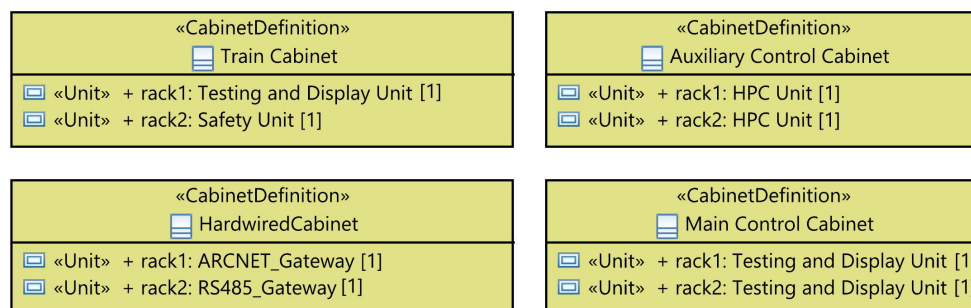 «CabinetDefinition»
Train Cabinet
«Unit» + rack1: Testing and Display Unit [1]
«Unit» + rack2: Safety Unit [1]
«CabinetDefinition»
Auxiliary Control Cabinet
«Unit» + rack1: HPC Unit [1]
«Unit» + rack2: HPC Unit [1]
«CabinetDefinition»
HardwiredCabinet
«Unit» + rack1: ARCNET_Gateway [1]
«Unit» + rack2: RS485_Gateway [1]
«CabinetDefinition»
Main Control Cabinet
«Unit» + rack1: Testing and Display Unit [1
«Unit» + rack2: Testing and Display Unit [1